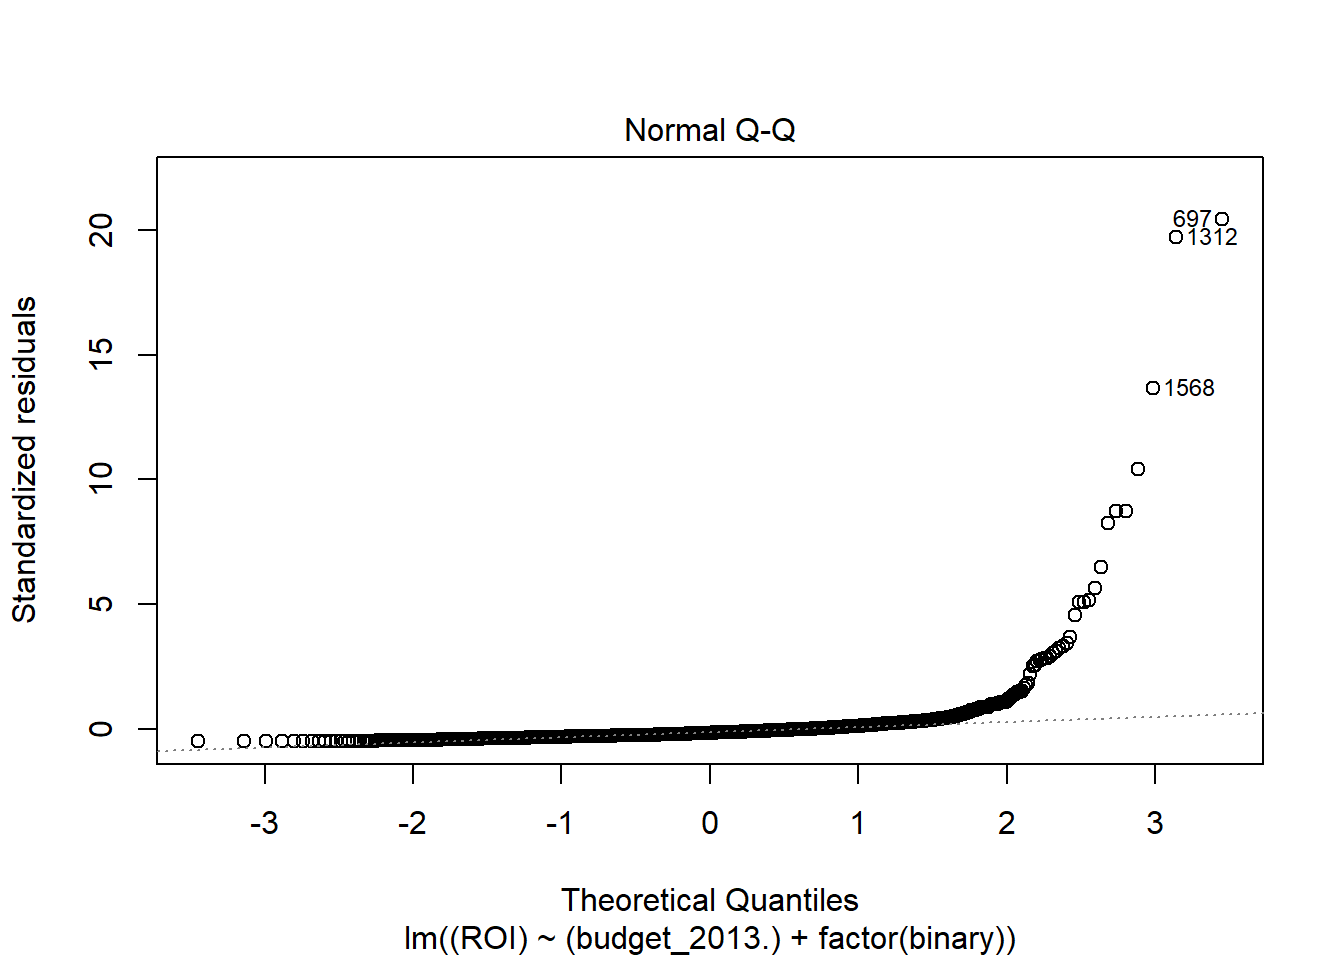 Normal Q-Q
Standardized residuals
20
15
10
5
0
697
1312
1568
-3 -2 -1 0 1 2 3
Theoretical Quantiles
lm((ROI) ~ (budget_2013.) + factor(binary))